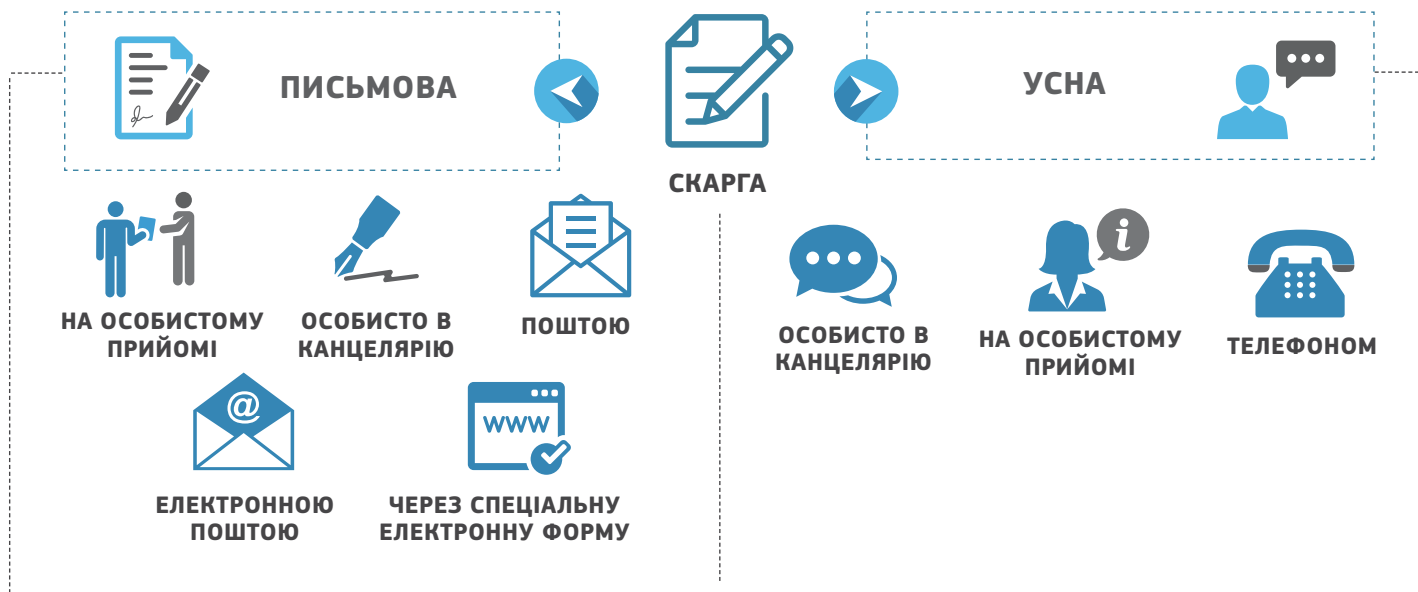 ПИСЬМОВА
СКАРГА
УСНА
НА ОСОБИСТОМУ
ПРИЙОМІ
ОСОБИСТО В
КАНЦЕЛЯРІЮ
ПОШТОЮ
@
ЕЛЕКТРОННОЮ
ПОШТОЮ
WWW
ЧЕРЕЗ СПЕЦІАЛЬНУ
ЕЛЕКТРОННУ ФОРМУ
ОСОБИСТО В
КАНЦЕЛЯРІЮ
i
НА ОСОБИСТОМУ
ПРИЙОМІ
ТЕЛЕФОНОМ